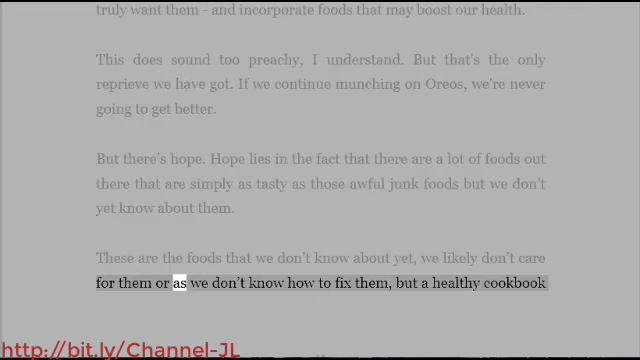 truly want them - and incorporate foods that may boost our health.
This does sound too preachy, I understand. But that's the only
reprieve we have got. If we continue munching on Oreos, we're never
going to get better.
But there's hope. Hope lies in the fact that there are a lot of foods out
there that are simply as tasty as those awful junk foods but we don't
yet know about them.
These are the foods that we don't know about yet, we likely don't care
for them or as we don't know how to fix them, but a healthy cookbook
http://bit.ly/Channel-JL